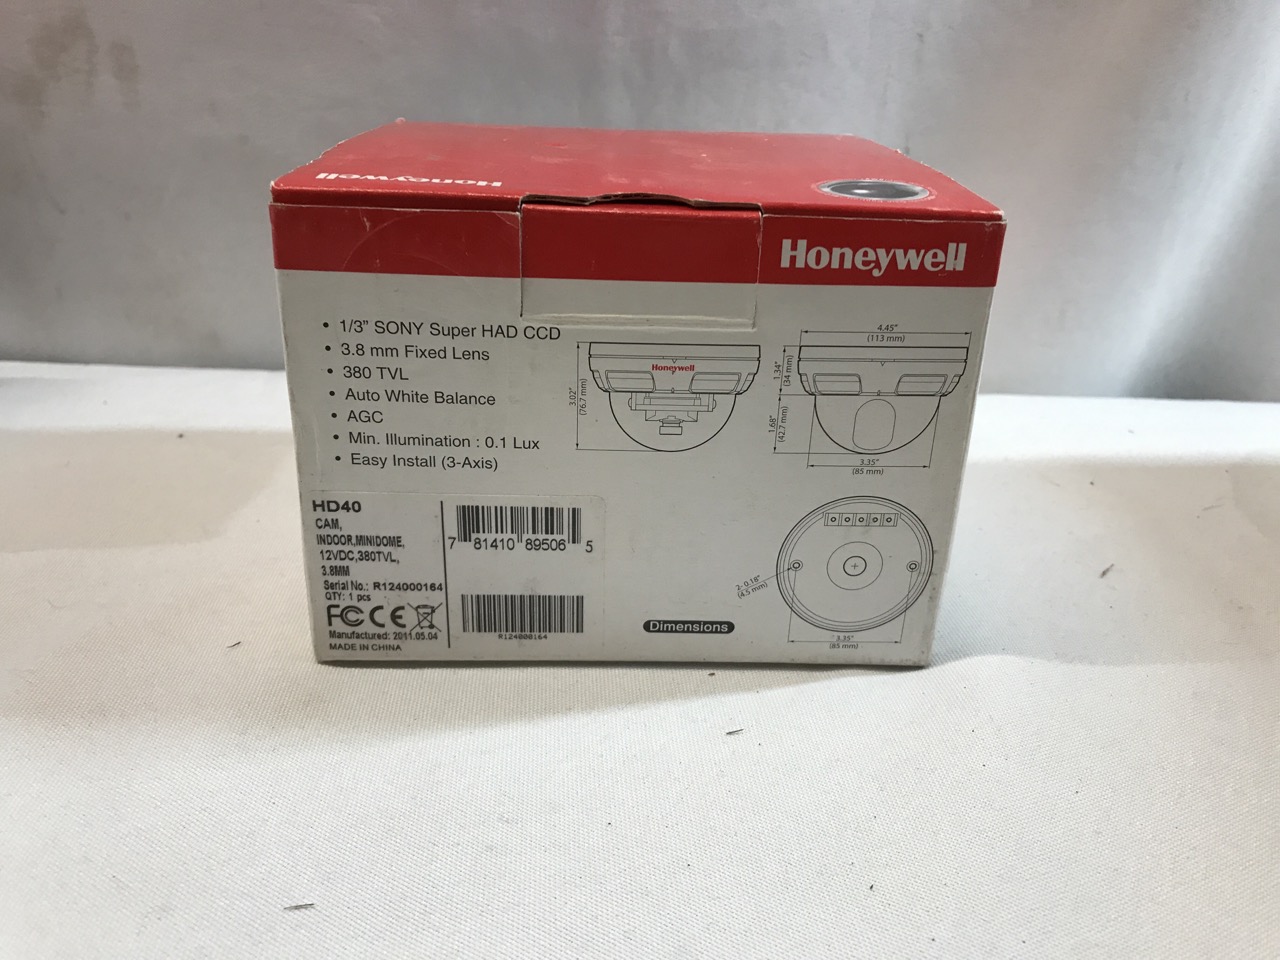 Honeywell
Honeywell
• 1/3" SONY Super HAD CCD
• 3.8 mm Fixed Lens
• 380 TVL
• Auto White Balance
• AGC
• Min. Illumination : 0.1 Lux
• Easy Install (3-Axis)
3.02"
(76.7 mm)
Honeywell
4.45"
(113 mm)
1.34"
(34 mm)
1.68"
(42.7 mm)
3.35"
(85 mm)
2- 0.18"
(4.5 mm)
3.35"
(85 mm)
Dimensions
HD40
CAM,
INDOOR,MINIDOME,
12VDC,380TVL,
3.8MM
Serial No.: R124000164
QTY: 1 pcs
FC CE
Manufactured: 2011.05.04
MADE IN CHINA
7 81410 89506 5
R124000164